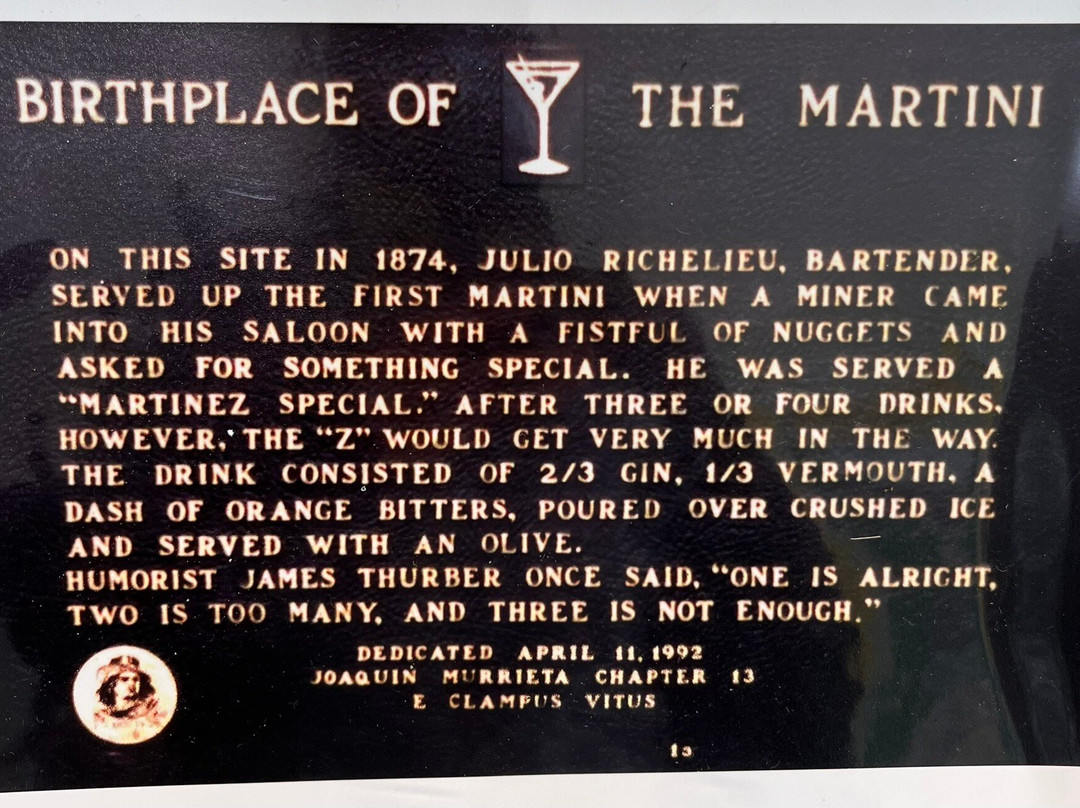 BIRTHPLACE OF THE MARTINI
ON THIS SITE IN 1874, JULIO RICHELIEU, BARTENDER,
SERVED UP THE FIRST MARTINI WHEN A MINER CAME
INTO HIS SALOON WITH A FISTFUL OF NUGGETS AND
ASKED FOR SOMETHING SPECIAL. HE WAS SERVED A
“MARTINEZ SPECIAL.” AFTER THREE OR FOUR DRINKS,
HOWEVER, THE “Z” WOULD GET VERY MUCH IN THE WAY.
THE DRINK CONSISTED OF 2/3 GIN, 1/3 VERMOUTH, A
DASH OF ORANGE BITTERS, POURED OVER CRUSHED ICE
AND SERVED WITH AN OLIVE.
HUMORIST JAMES THURBER ONCE SAID, “ONE IS ALRIGHT,
TWO IS TOO MANY, AND THREE IS NOT ENOUGH.”
DEDICATED APRIL 11, 1992
JOAQUIN MURRIETA CHAPTER 13
E CLAMPUS VITUS
13